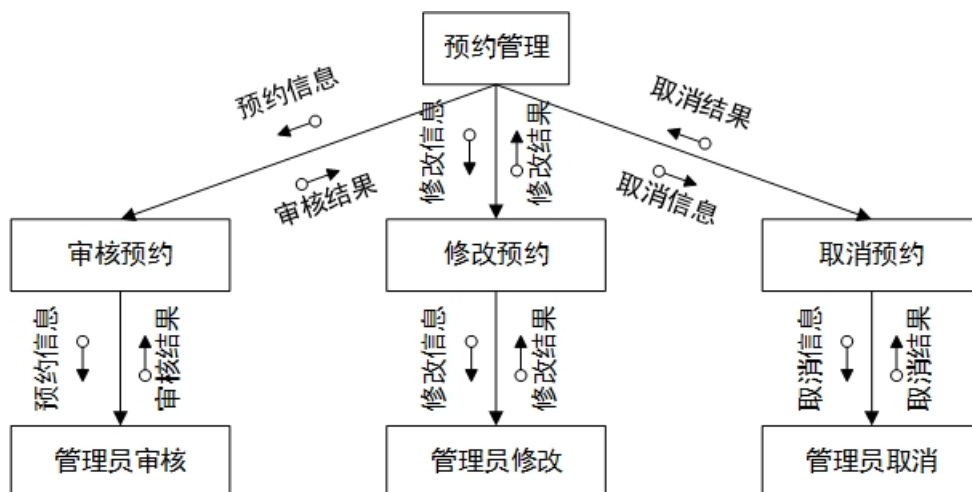 预约管理
预约信息
审核结果
修改信息
修改结果
取消结果
取消信息
审核预约
修改预约
取消预约
预约信息
审核结果
修改信息
修改结果
取消信息
取消结果
管理员审核
管理员修改
管理员取消